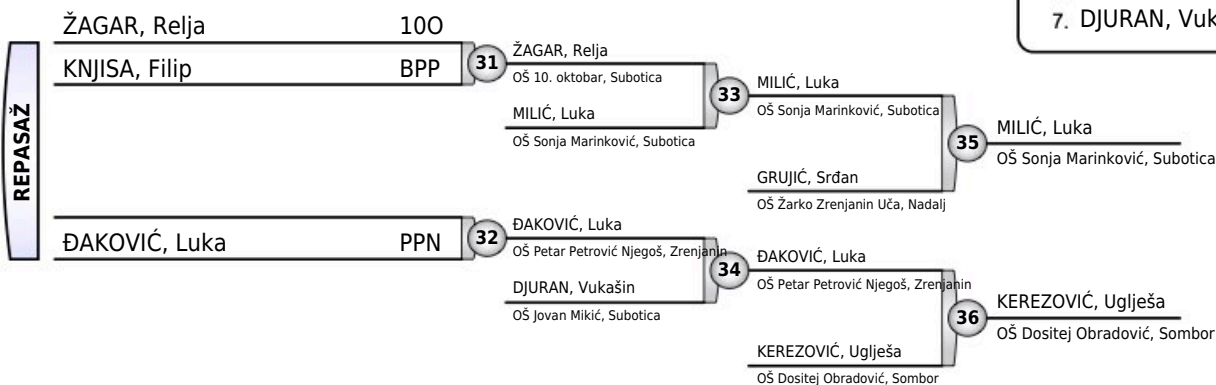 7. DJURAN, Vuk
REPASAŽ
ŽAGAR, Relja 10O
KNJISA, Filip BPP
31
ŽAGAR, Relja
OŠ 10. oktobar, Subotica
MILIĆ, Luka
OŠ Sonja Marinković, Subotica
33
MILIĆ, Luka
OŠ Sonja Marinković, Subotica
GRUJIĆ, Srđan
OŠ Žarko Zrenjanin Uča, Nadalj
35
MILIĆ, Luka
OŠ Sonja Marinković, Subotica
ĐAKOVIĆ, Luka PPN
32
ĐAKOVIĆ, Luka
OŠ Petar Petrović Njegoš, Zrenjanin
DJURAN, Vukašin
OŠ Jovan Mikić, Subotica
34
ĐAKOVIĆ, Luka
OŠ Petar Petrović Njegoš, Zrenjanin
KEREZOVIĆ, Uglješa
OŠ Dositej Obradović, Sombor
36
KEREZOVIĆ, Uglješa
OŠ Dositej Obradović, Sombor